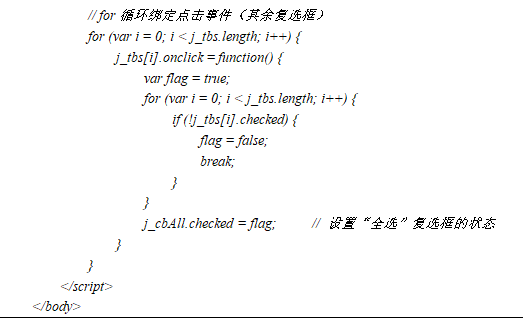 // for 循环绑定点击事件（其余复选框）
for (var i = 0; i < j_tbs.length; i++) {
j_tbs[i].onclick = function() {
var flag = true;
for (var i = 0; i < j_tbs.length; i++) {
if (!j_tbs[i].checked) {
flag = false;
break;
}
}
j_cbAll.checked = flag; // 设置“全选”复选框的状态
}
}
</script>
</body>